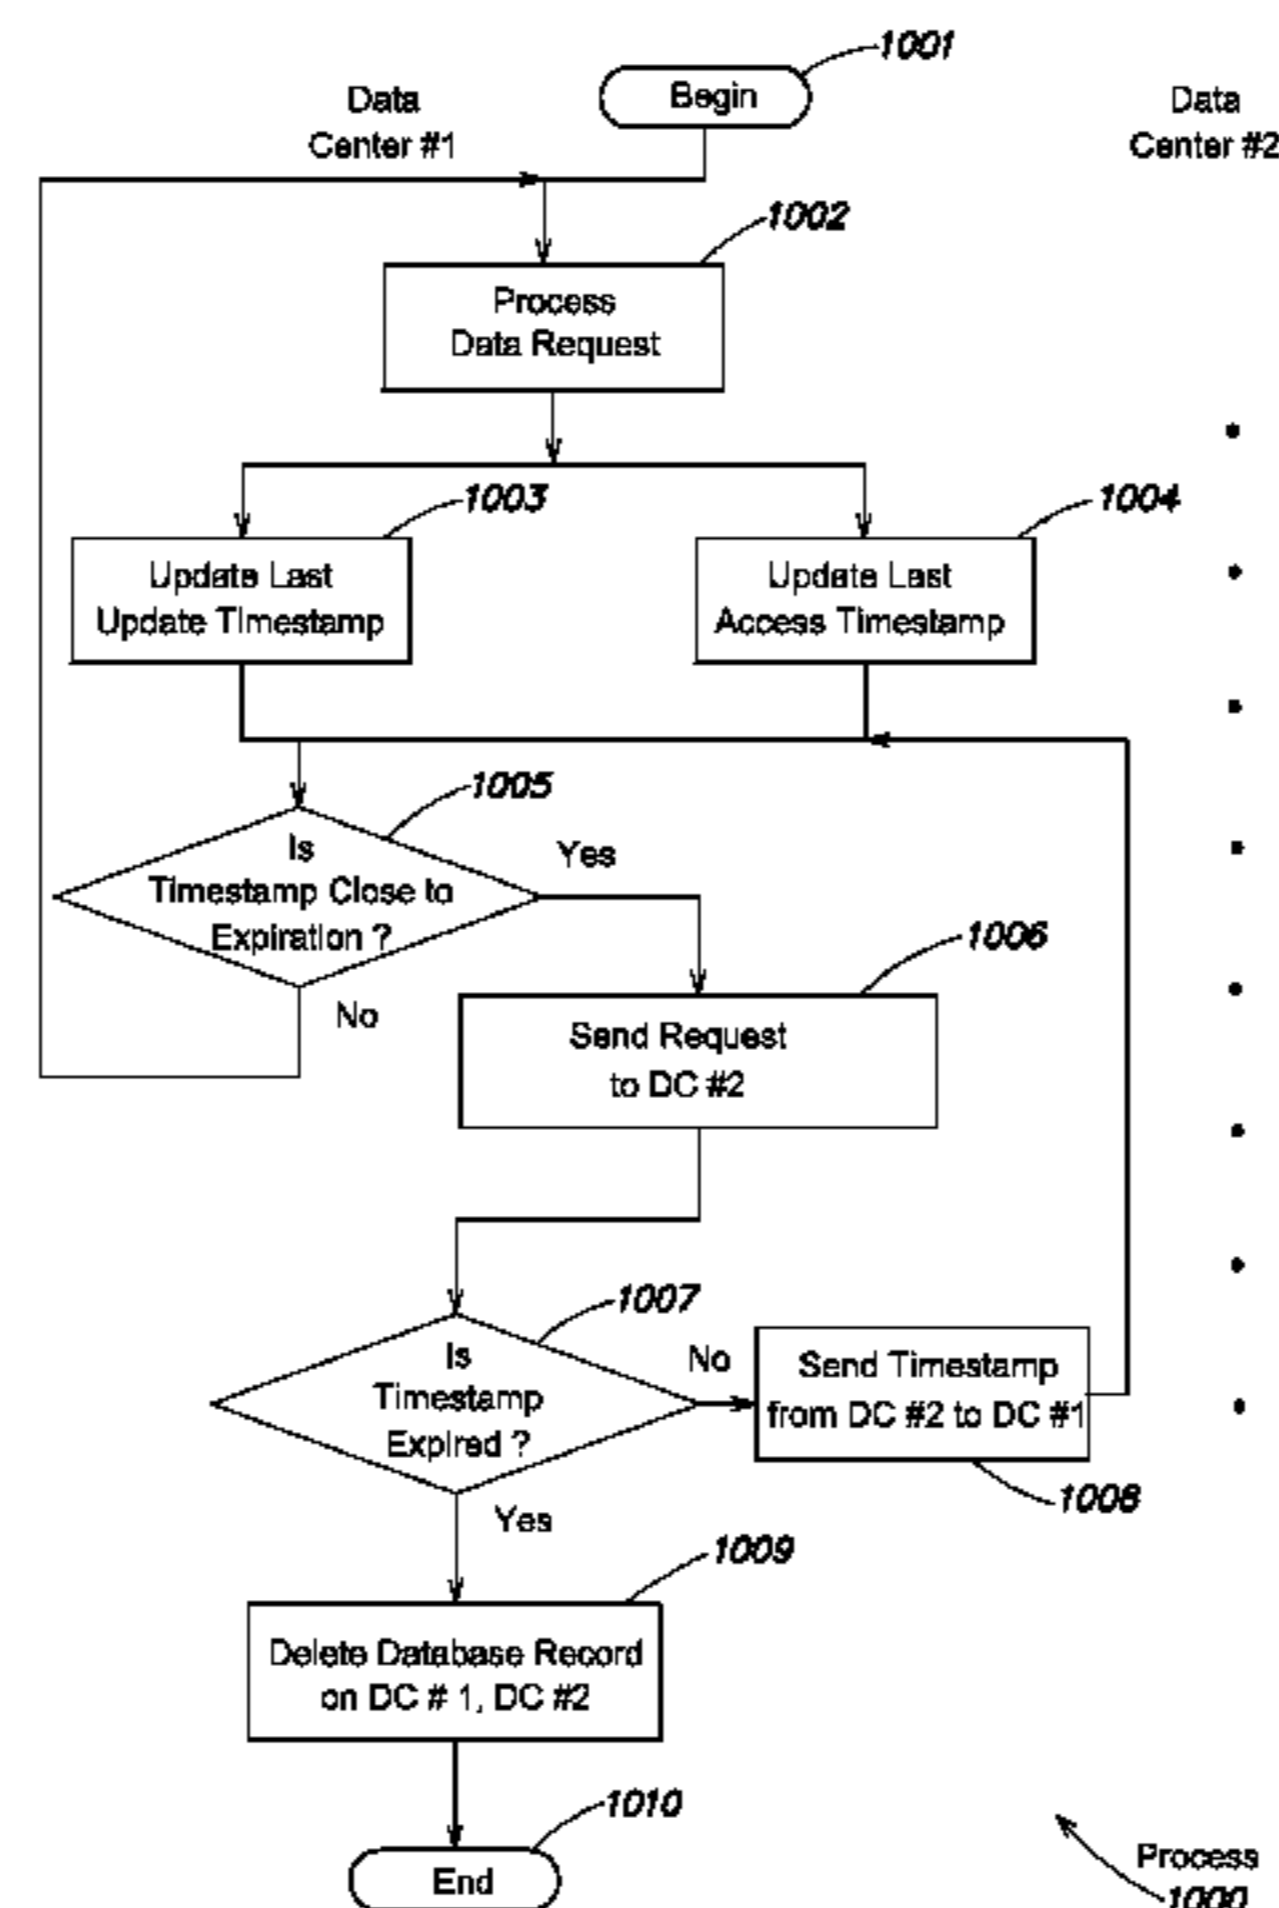 1001
Begin
Data
Center #1
Data
Center #2
1002
Process
Data Request
1003
1004
Update Last
Update Timestamp
Update Last
Access Timestamp
1005
Is
Timestamp Close to
Expiration ?
Yes
No
1006
Send Request
to DC #2
1007
Is
Timestamp
Expired ?
No
Send Timestamp
from DC #2 to DC #1
1008
Yes
1009
Delete Database Record
on DC # 1, DC #2
1010
End
Process
1000